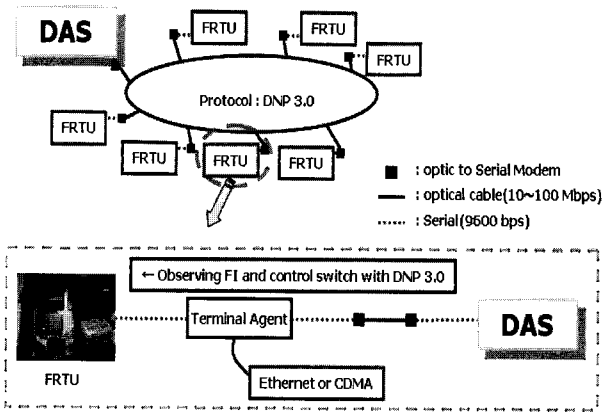 DAS
FRTU
FRTU
FRTU
Protocol : DNP 3.0
FRTU
FRTU
FRTU
FRTU
: optic to Serial Modem
: optical cable(10~100 Mbps)
: Serial(9600 bps)
← Observing FI and control switch with DNP 3.0
Terminal Agent
DAS
FRTU
Ethernet or CDMA